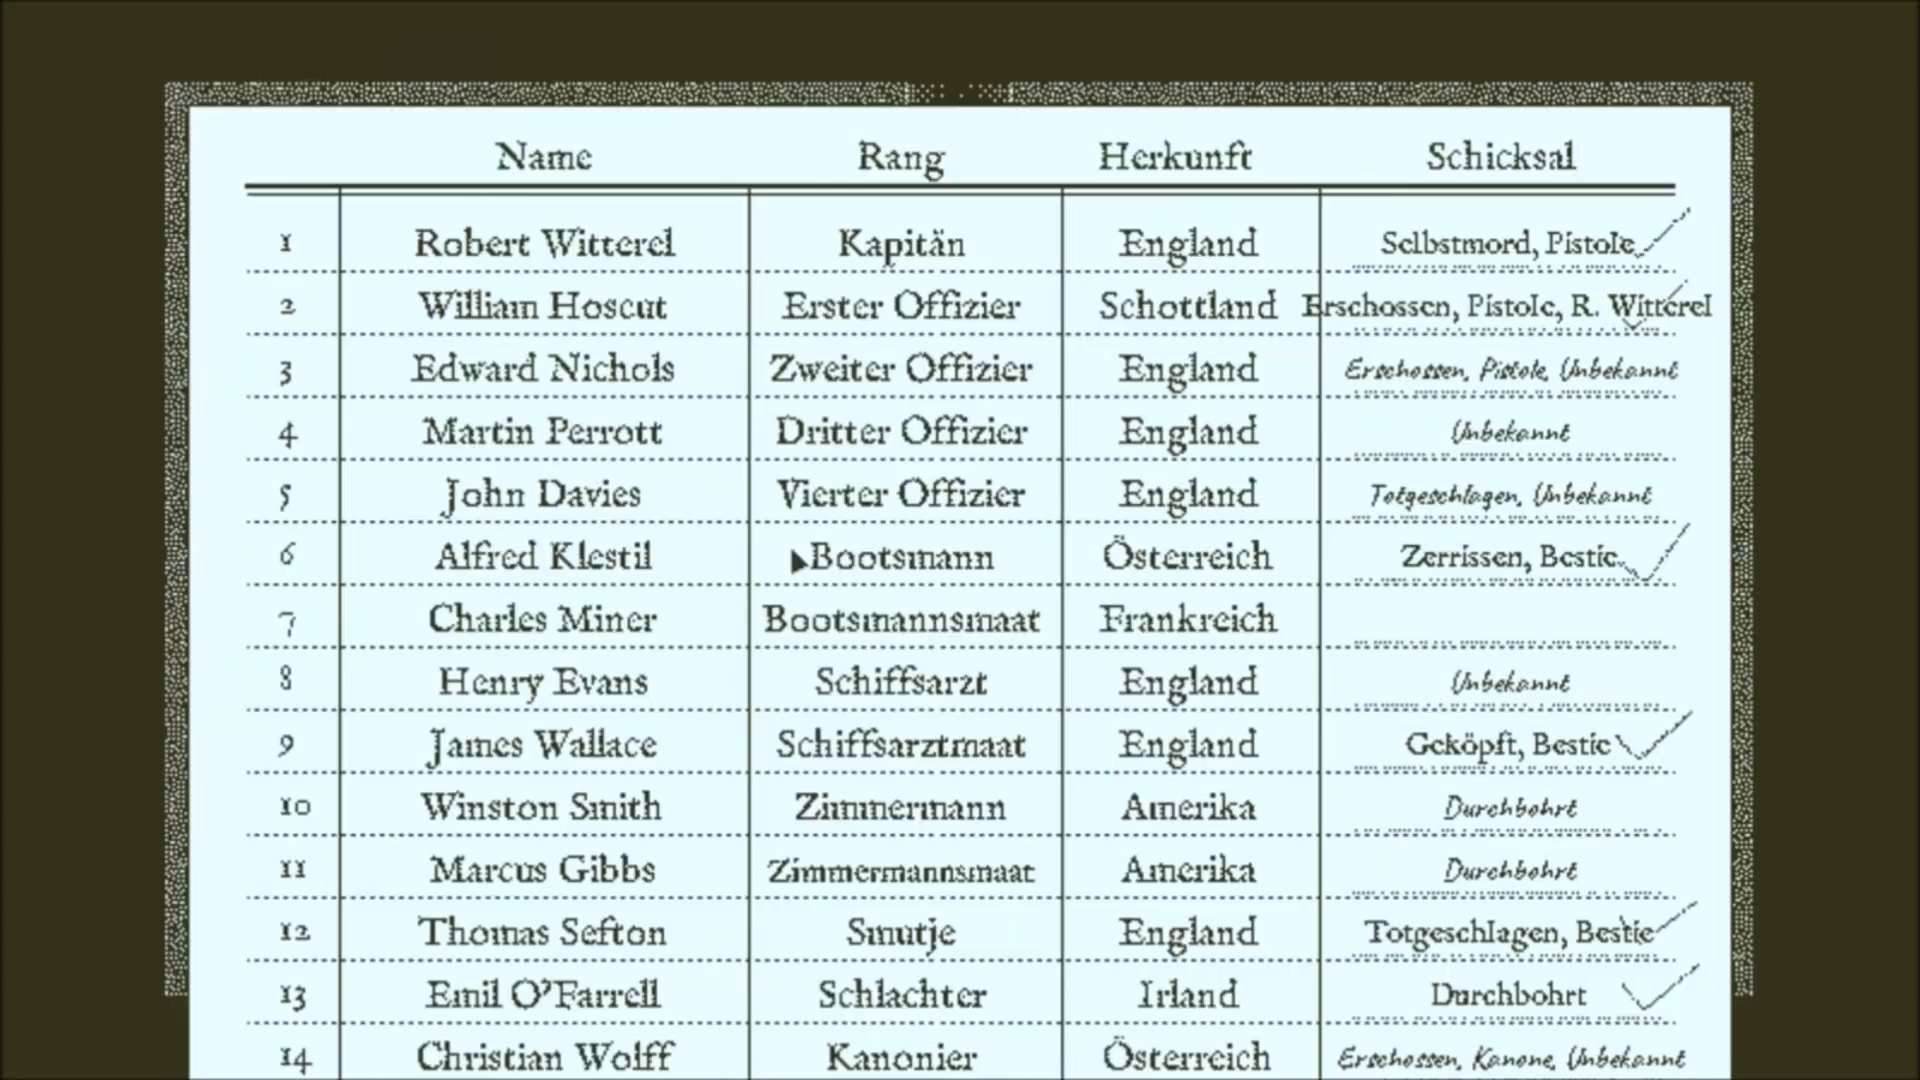 Name Rang Herkunft Schicksal
1 Robert Witterel Kapitän England Selbstmord, Pistole
2 William Hoscut Erster Offizier Schottland Erschossen, Pistole, R. Witterel
3 Edward Nichols Zweiter Offizier England Erschossen, Pistole, Unbekannt
4 Martin Perrott Dritter Offizier England Unbekannt
5 John Davies Vierter Offizier England Totgeschlagen, Unbekannt
6 Alfred Klestil Bootsmann Österreich Zerrissen, Bestie
7 Charles Miner Bootsmannsmaat Frankreich
8 Henry Evans Schiffsarzt England Unbekannt
9 James Wallace Schiffsarztmaat England Geköpft, Bestie
10 Winston Smith Zimmermann Amerika Durchbohrt
11 Marcus Gibbs Zimmermannsmaat Amerika Durchbohrt
12 Thomas Sefton Smutje England Totgeschlagen, Bestie
13 Emil O'Farrell Schlachter Irland Durchbohrt
14 Christian Wolff Kanonier Österreich Erschossen, Kanone, Unbekannt